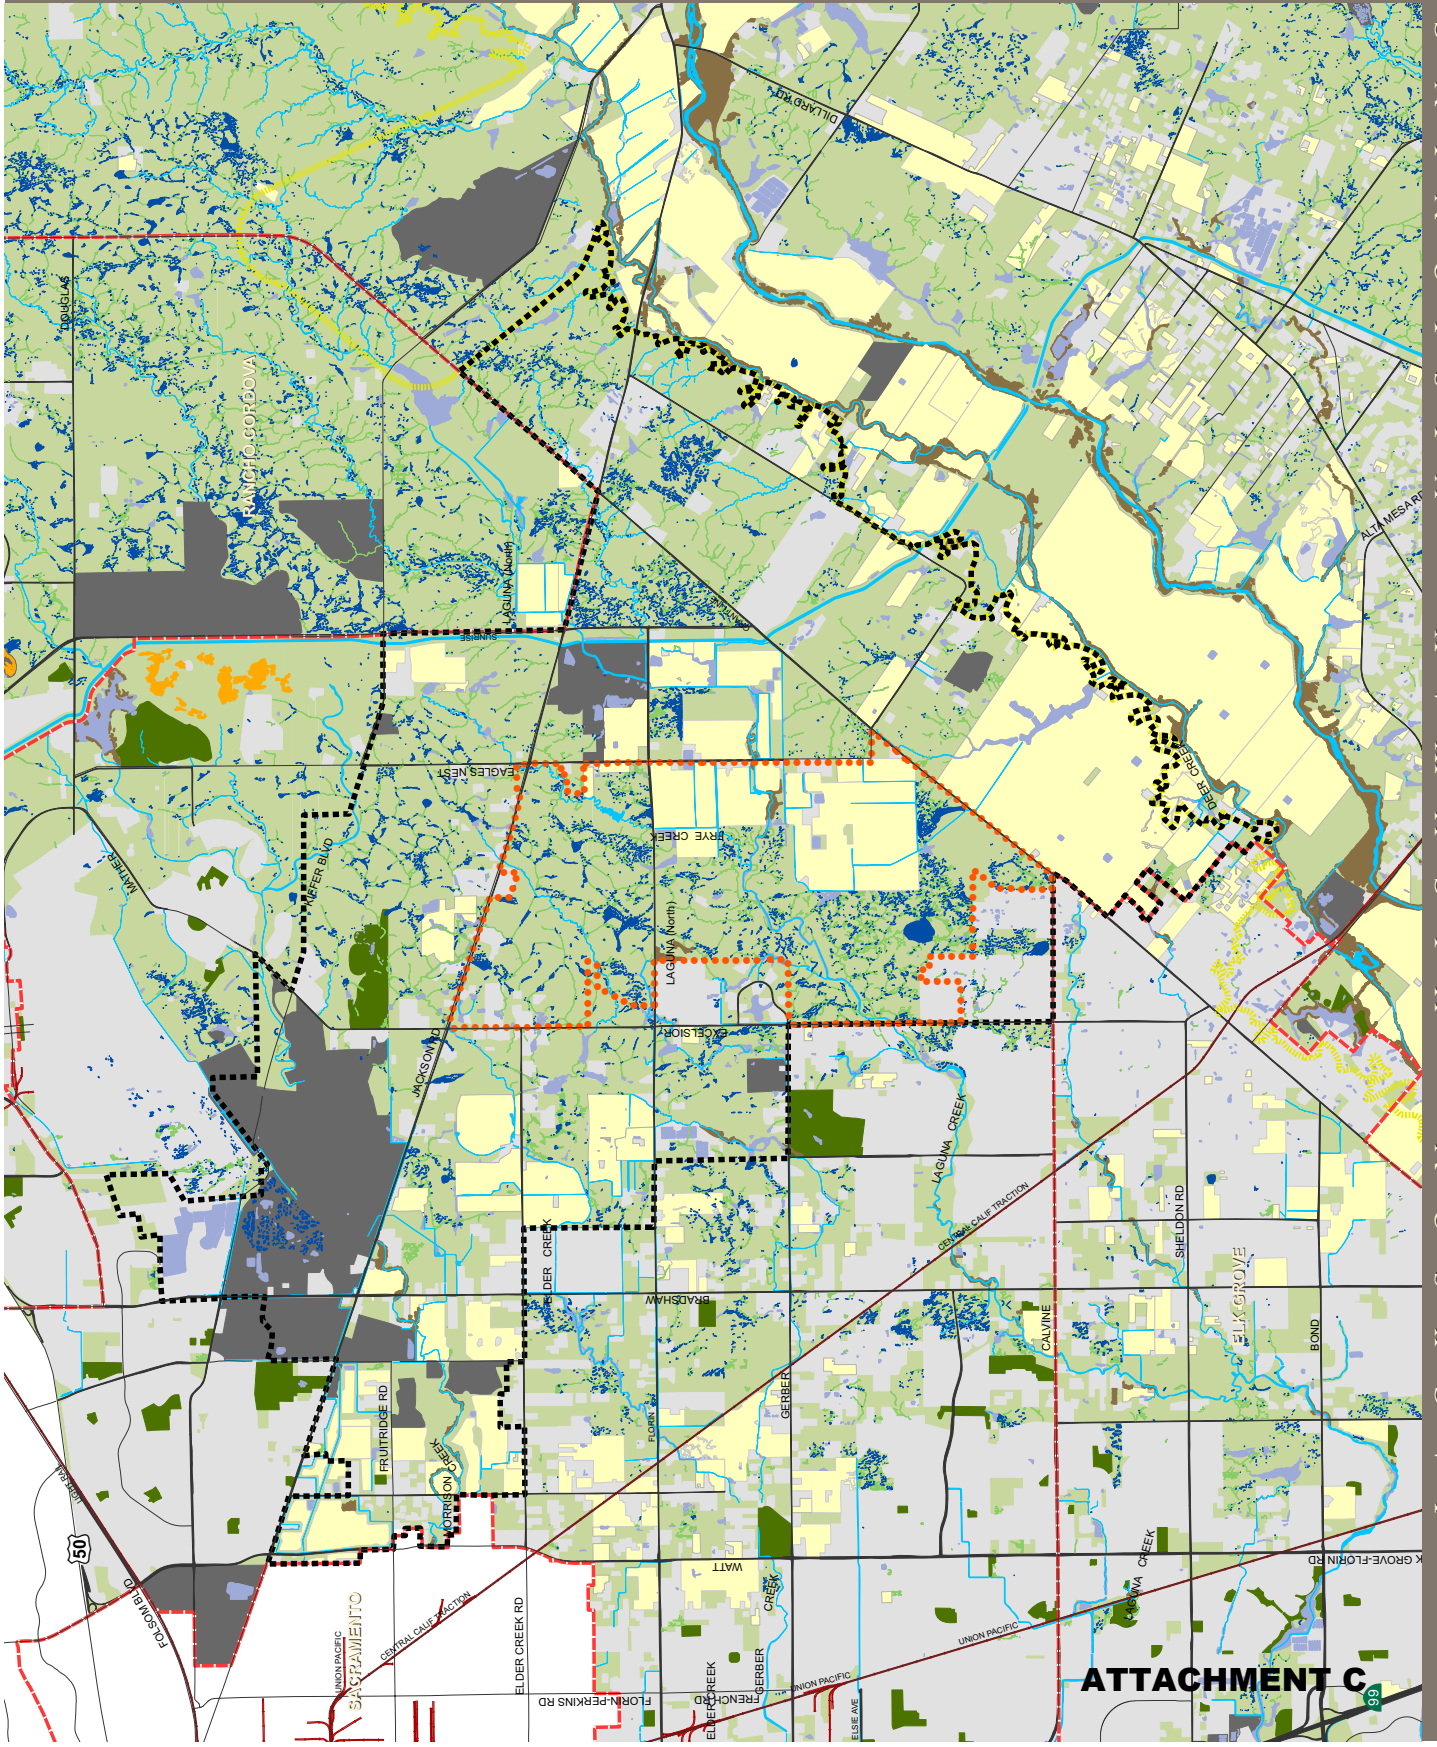 DILLARD RD
DOUGLAS
RANCHO CORDOVA
ALTA MESA RD
LAGUNA (North)
SUNRISE
EAGLES NEST
DEER CREEK
FRYE CREEK
MATHER
KIEFER BLVD
LAGUNA (North)
EXCELSIOR
JACKSON RD
LAGUNA CREEK
CENTRAL CALIF TRACTION
SHELDON RD
ELDER CREEK
BRADSHAW
ELK GROVE
CALVINE
BOND
FRUITRIDGE RD
GERBER
FLORIN
MORRISON CREEK
LIGHT RAIL
50
FOLSOM BLVD
WATT
CREEK
LAGUNA CREEK
K GROVE-FLORIN RD
SACRAMENTO
CENTRAL CALIF TRACTION
ELDER CREEK RD
UNION PACIFIC
UNION PACIFIC
GERBER
ELDER CREEK
FRENCH RD
FLORIN-PERKINS RD
UNION PACIFIC
ELSIE AVE
ATTACHMENT C
99